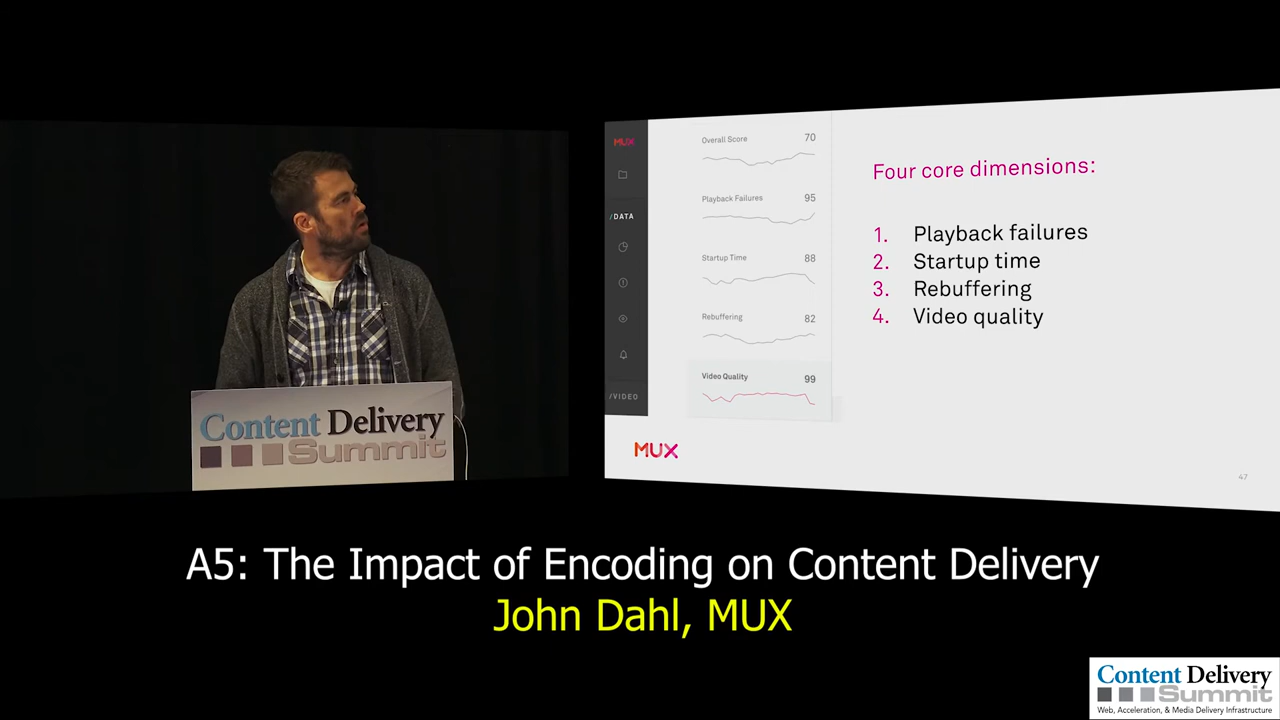 Content Delivery
Summit
MUX
/DATA
/VIDEO
Overall Score 70
Playback Failures 95
Startup Time 88
Rebuffering 82
Video Quality 99
Four core dimensions:
1. Playback failures
2. Startup time
3. Rebuffering
4. Video quality
MUX
47
A5: The Impact of Encoding on Content Delivery
John Dahl, MUX
Content Delivery
Summit
Web, Acceleration, & Media Delivery Infrastructure